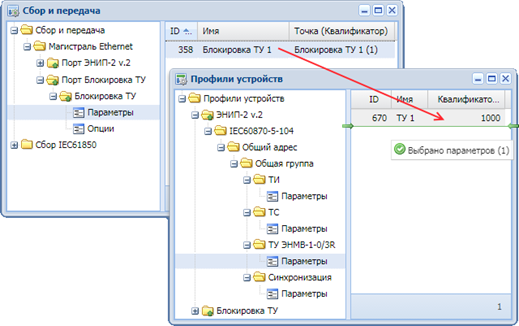 Сбор и передача
Сбор и передача
Магистраль Ethernet
Порт ЭНИП-2 v.2
Порт Блокировка ТУ
Блокировка ТУ
Параметры
Опции
Сбор IEC61850
ID Имя Точка (Квалификатор)
358 Блокировка ТУ 1 Блокировка ТУ 1 (1)
Профили устройств
Профили устройств
ЭНИП-2 v.2
IEC60870-5-104
Общий адрес
Общая группа
ТИ
Параметры
ТС
Параметры
ТУ ЭНМВ-1-0/3R
Параметры
Синхронизация
Параметры
Блокировка ТУ
ID Имя Квалификато...
670 ТУ 1 1000
Выбрано параметров (1)
1